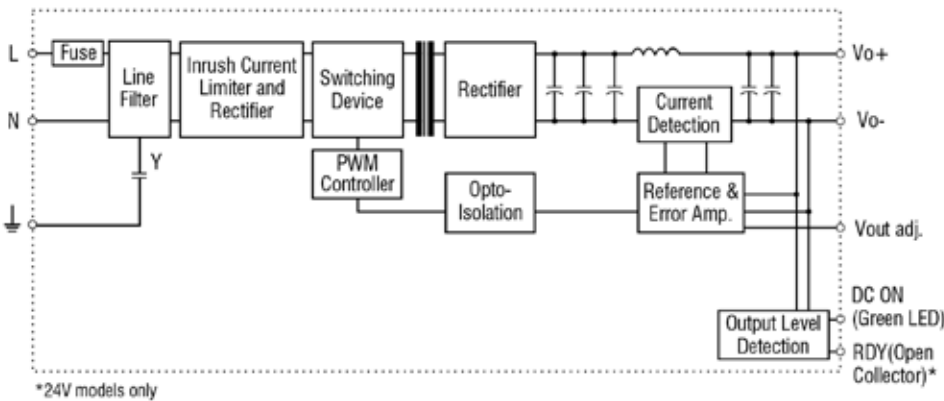 L
Fuse
Line
Filter
Inrush Current
Limiter and
Rectifier
Switching
Device
Rectifier
Vo+
N
Current
Detection
Vo-
Y
PWM
Controller
Opto-
Isolation
Reference &
Error Amp.
Vout adj.
Output Level
Detection
DC ON
(Green LED)
RDY(Open
Collector)*
*24V models only